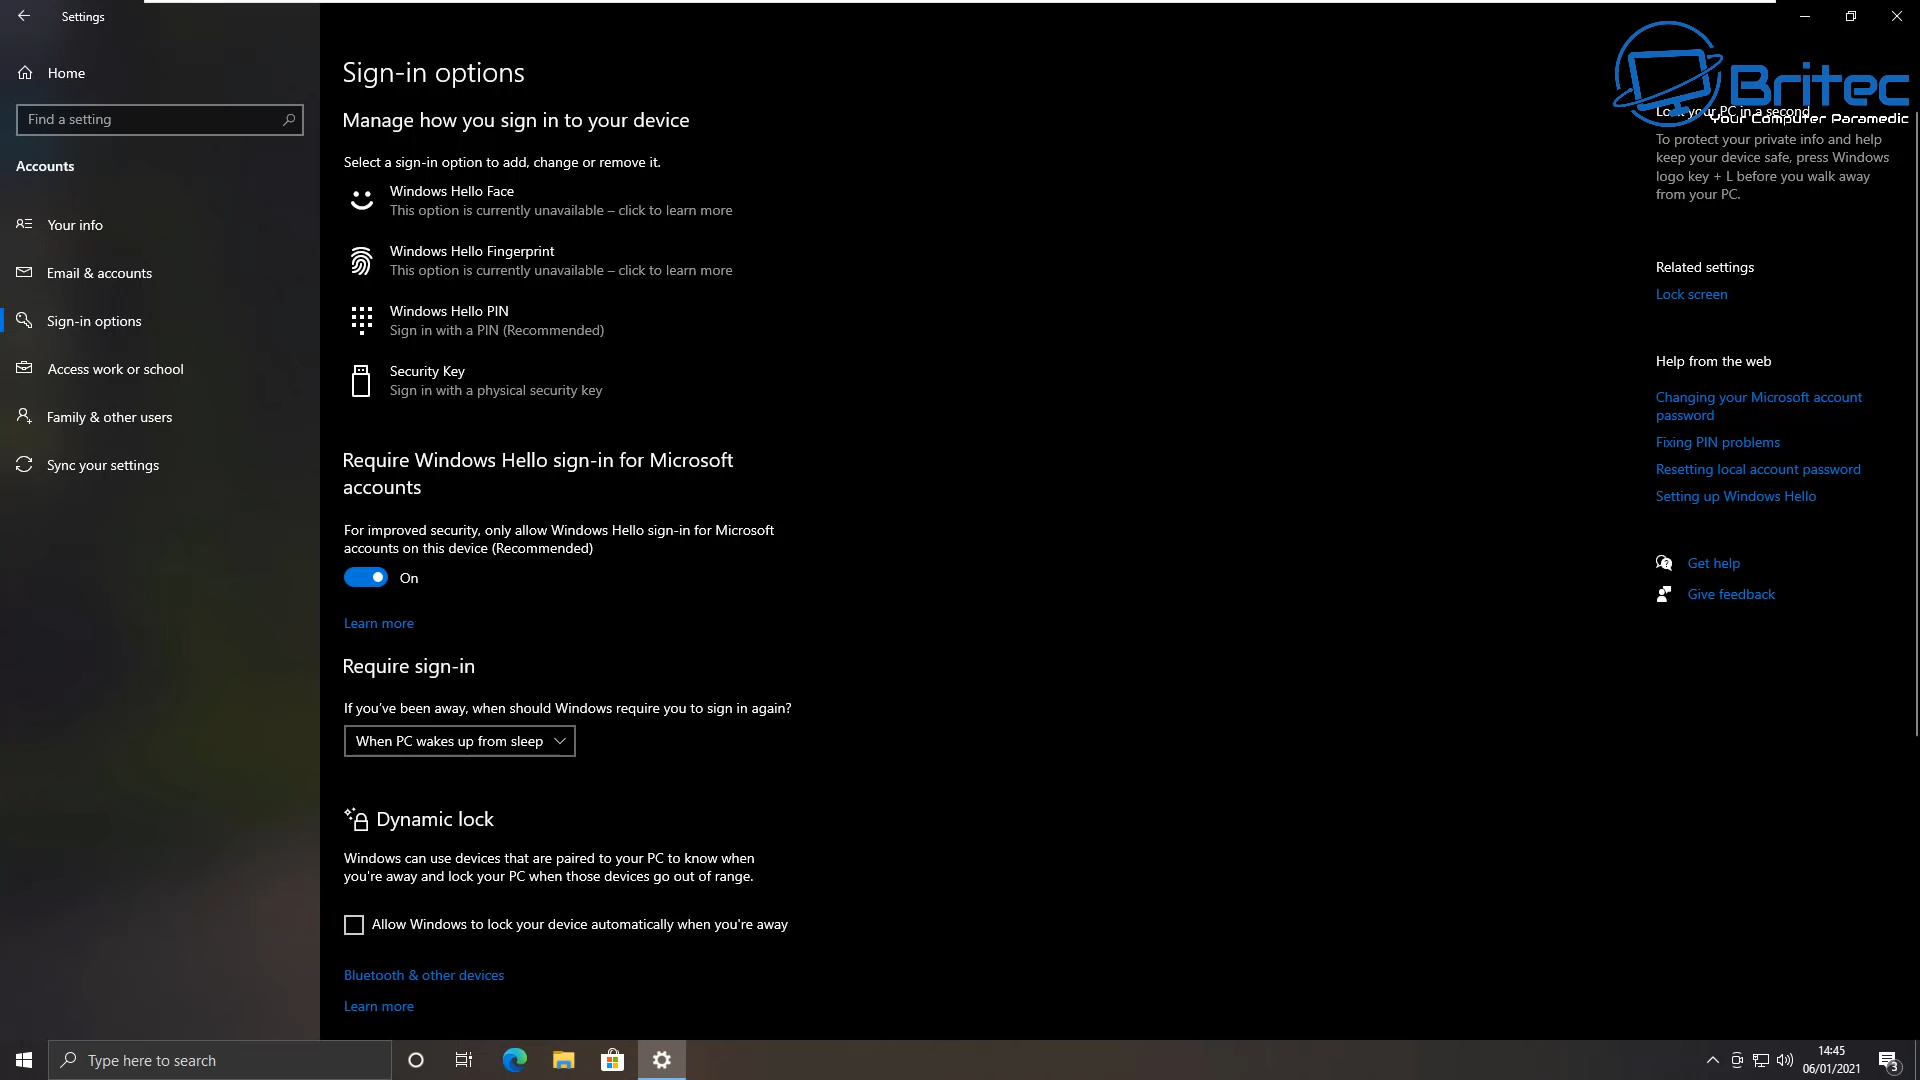 Settings
Home
Find a setting
Accounts
Your info
Email & accounts
Sign-in options
Access work or school
Family & other users
Sync your settings
Sign-in options
Manage how you sign in to your device
Select a sign-in option to add, change or remove it.
Windows Hello Face
This option is currently unavailable – click to learn more
Windows Hello Fingerprint
This option is currently unavailable – click to learn more
Windows Hello PIN
Sign in with a PIN (Recommended)
Security Key
Sign in with a physical security key
Require Windows Hello sign-in for Microsoft
accounts
For improved security, only allow Windows Hello sign-in for Microsoft
accounts on this device (Recommended)
On
Learn more
Require sign-in
If you've been away, when should Windows require you to sign in again?
When PC wakes up from sleep
Dynamic lock
Windows can use devices that are paired to your PC to know when
you're away and lock your PC when those devices go out of range.
Allow Windows to lock your device automatically when you're away
Bluetooth & other devices
Learn more
Britec
Your Computer Paramedic
Lock your PC in a second
To protect your private info and help
keep your device safe, press Windows
logo key + L before you walk away
from your PC.
Related settings
Lock screen
Help from the web
Changing your Microsoft account
password
Fixing PIN problems
Resetting local account password
Setting up Windows Hello
Get help
Give feedback
Type here to search
14:45
06/01/2021
3